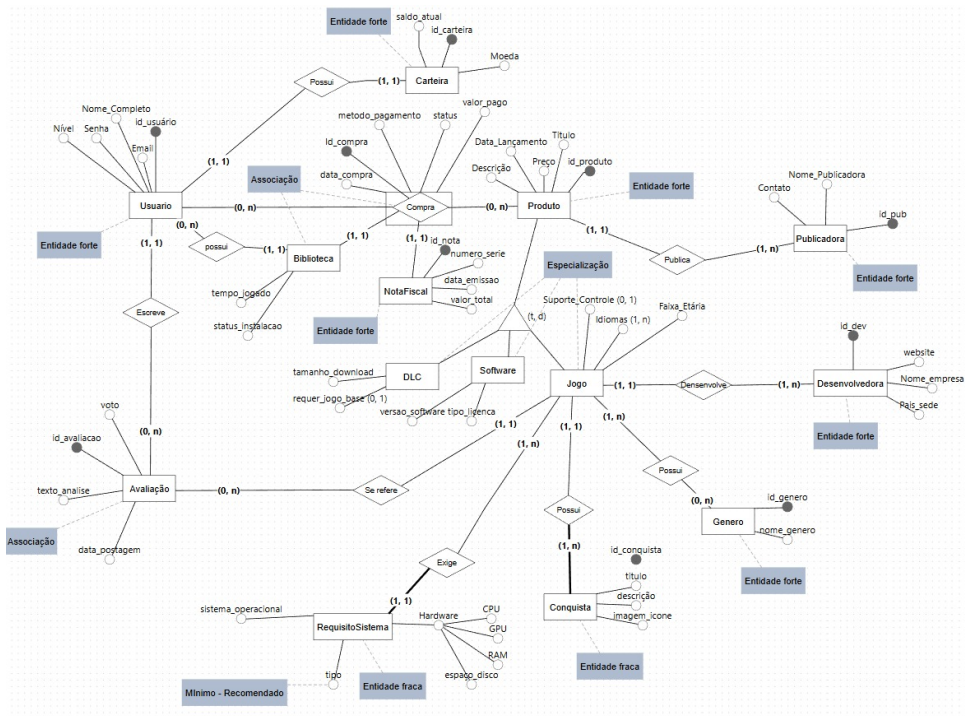 Entidade forte
saldo_atual
id_carteira
Moeda
Carteira
Possui
(1, 1)
(1, 1)
Nome_Completo
id_usuário
Nível
Senha
Email
Usuario
Entidade forte
metodo_pagamento
status
valor_pago
Id_compra
data_compra
Associação
Compra
(0, n)
(0, n)
Título
Data_Lançamento
Preço
id_produto
Descrição
Produto
Entidade forte
Nome_Publicadora
Contato
id_pub
Publicadora
Entidade forte
(1, 1)
Publica
(1, n)
(0, n)
possui
(1, 1)
Biblioteca
(1, 1)
tempo_jogado
status_instalacao
(1, 1)
id_nota
numero_serie
NotaFiscal
data_emissao
valor_total
Entidade forte
Especialização
(t, d)
Suporte_Controle (0, 1)
Idiomas (1, n)
Faixa_Etária
(1, 1)
Escreve
(0, n)
tamanho_download
DLC
requer_jogo_base (0, 1)
Software
versao_software
tipo_licenca
Jogo
(1, 1)
Densenvolve
(1, n)
id_dev
website
Desenvolvedora
Nome_empresa
País_sede
Entidade forte
voto
id_avaliacao
texto_analise
Avaliação
Associação
data_postagem
(0, n)
Se refere
(1, 1)
(1, n)
Exige
(1, 1)
(1, 1)
Possui
(1, n)
(1, n)
Possui
(0, n)
id_genero
Genero
nome_genero
Entidade forte
id_conquista
titulo
Conquista
descrição
imagem_icone
Entidade fraca
sistema_operacional
RequisitoSistema
Hardware
CPU
GPU
RAM
espaço_disco
tipo
Mínimo - Recomendado
Entidade fraca